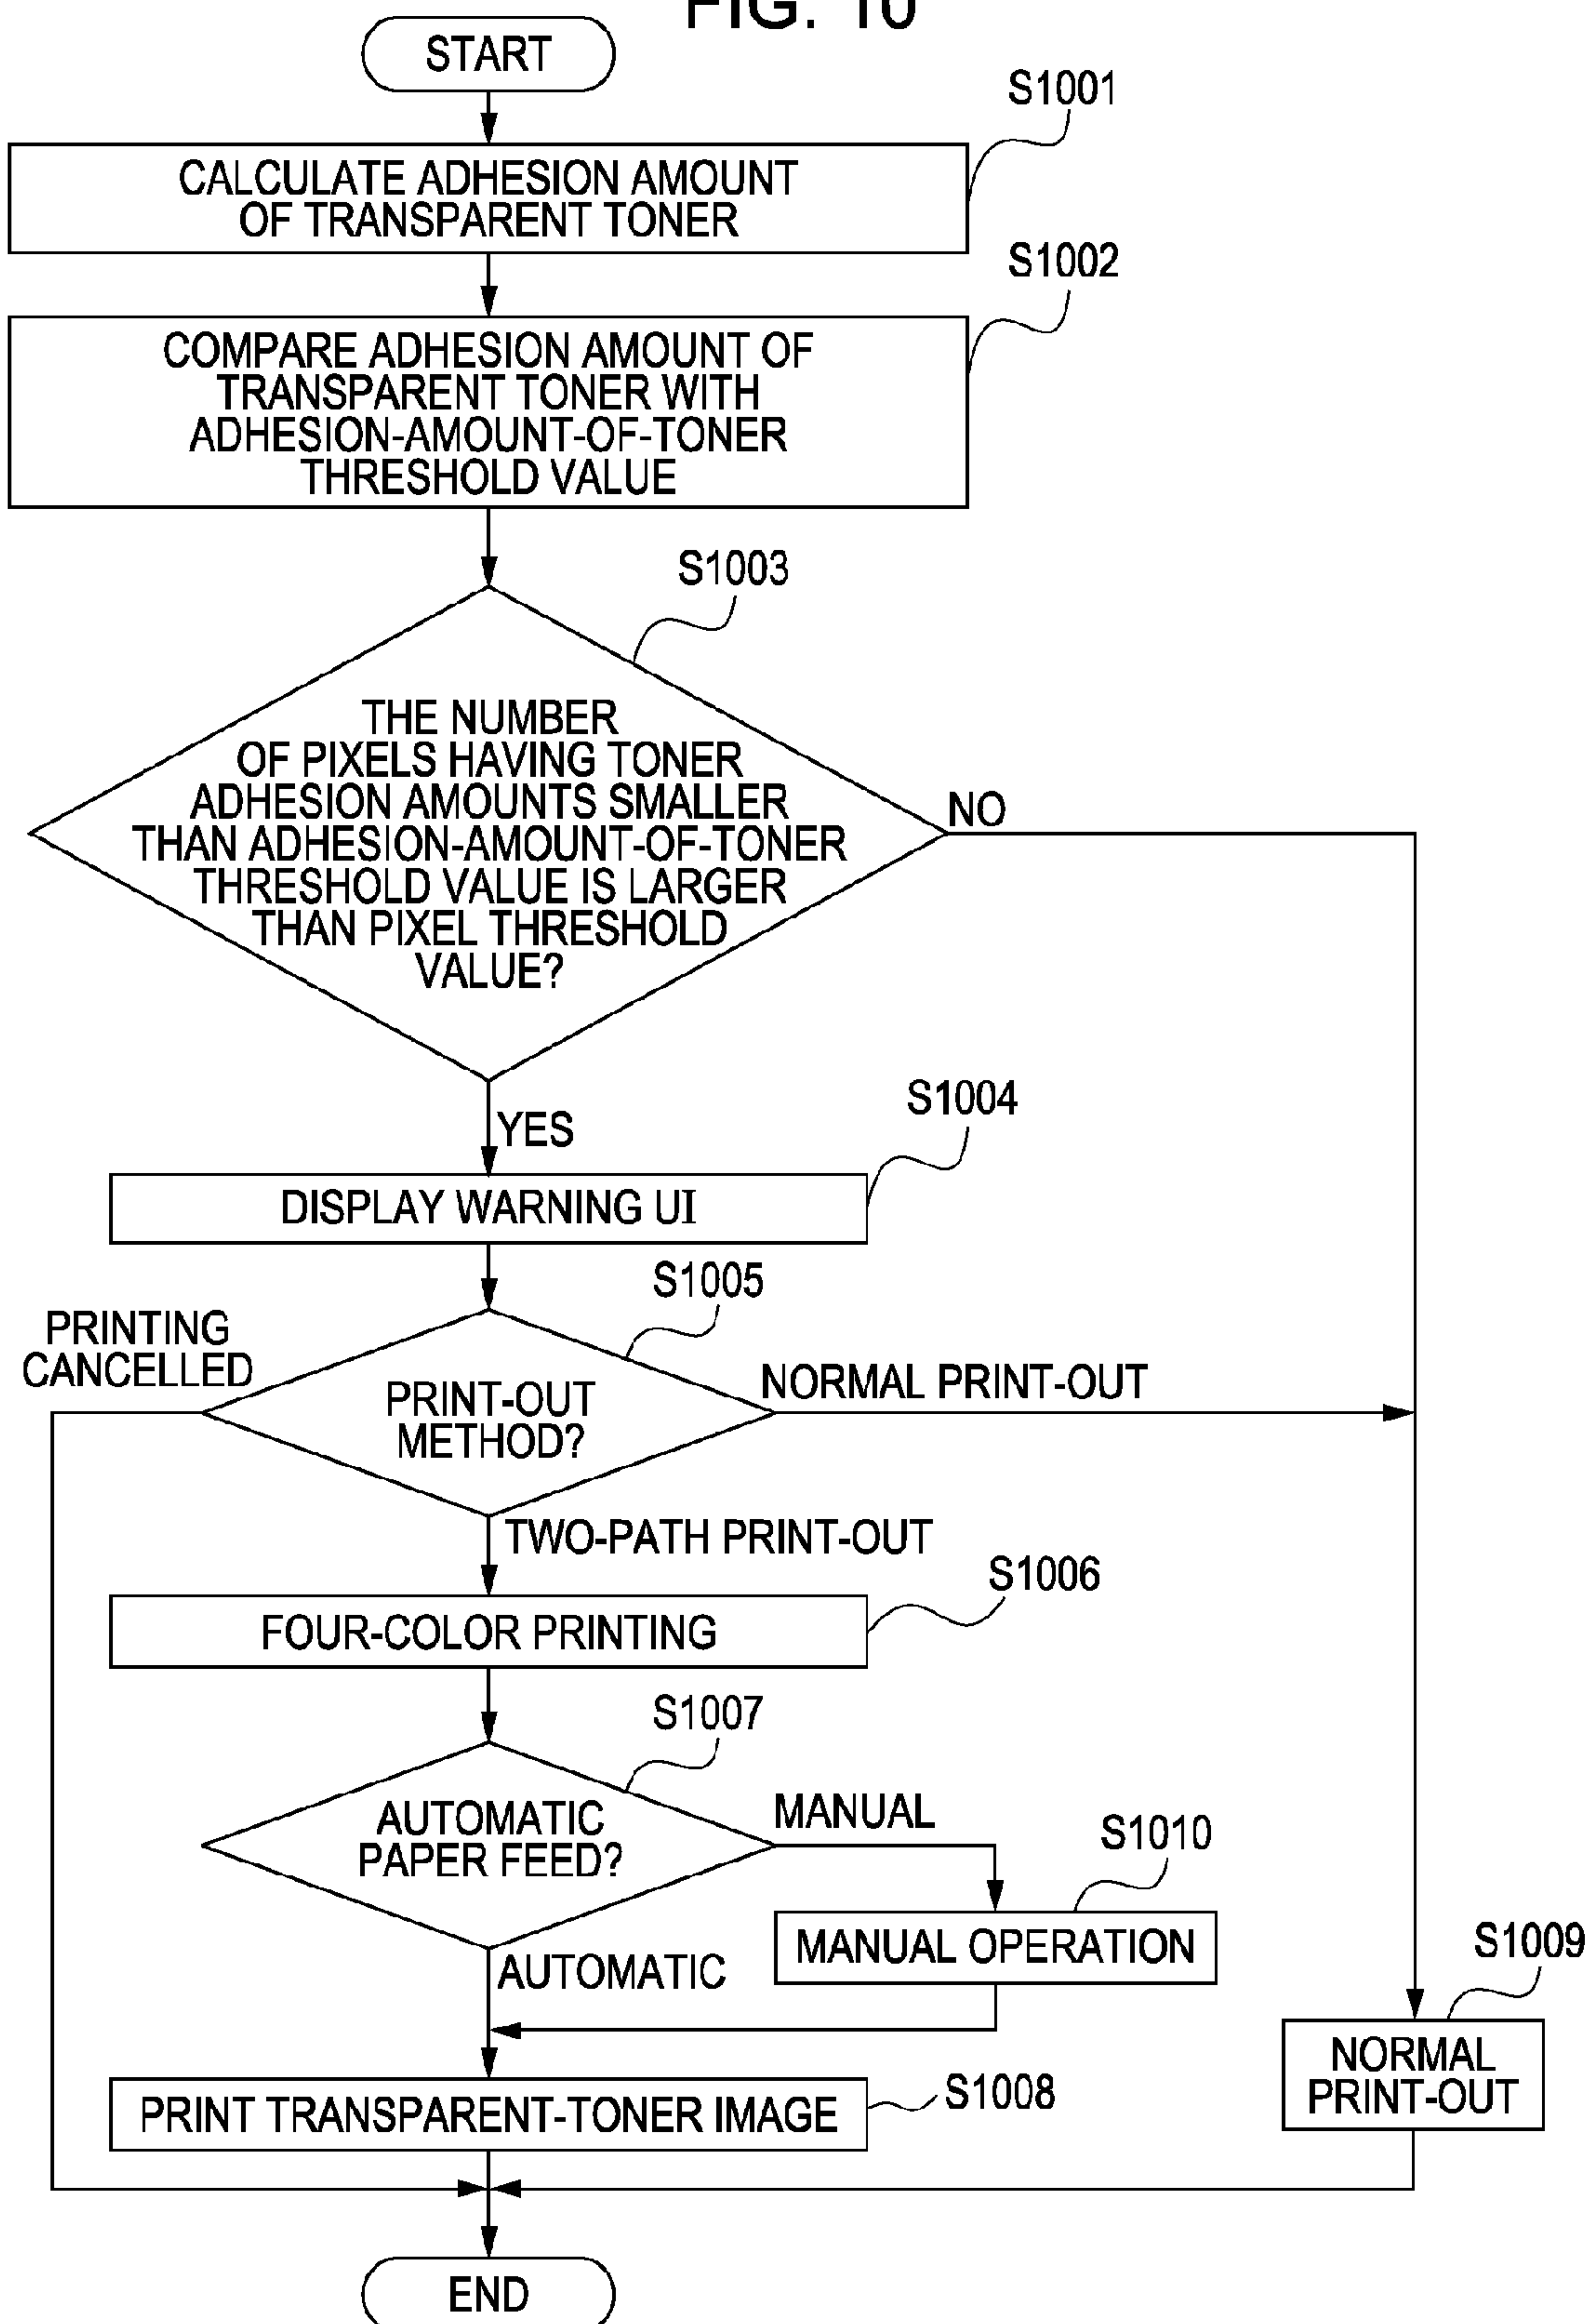 FIG. 10
START
S1001
CALCULATE ADHESION AMOUNT
OF TRANSPARENT TONER
S1002
COMPARE ADHESION AMOUNT OF
TRANSPARENT TONER WITH
ADHESION-AMOUNT-OF-TONER
THRESHOLD VALUE
S1003
THE NUMBER
OF PIXELS HAVING TONER
ADHESION AMOUNTS SMALLER
THAN ADHESION-AMOUNT-OF-TONER
THRESHOLD VALUE IS LARGER
THAN PIXEL THRESHOLD
VALUE?
NO
YES
S1004
DISPLAY WARNING UI
S1005
PRINTING
CANCELLED
PRINT-OUT
METHOD?
NORMAL PRINT-OUT
TWO-PATH PRINT-OUT
S1006
FOUR-COLOR PRINTING
S1007
AUTOMATIC
PAPER FEED?
MANUAL
S1010
MANUAL OPERATION
AUTOMATIC
S1009
NORMAL
PRINT-OUT
S1008
PRINT TRANSPARENT-TONER IMAGE
END